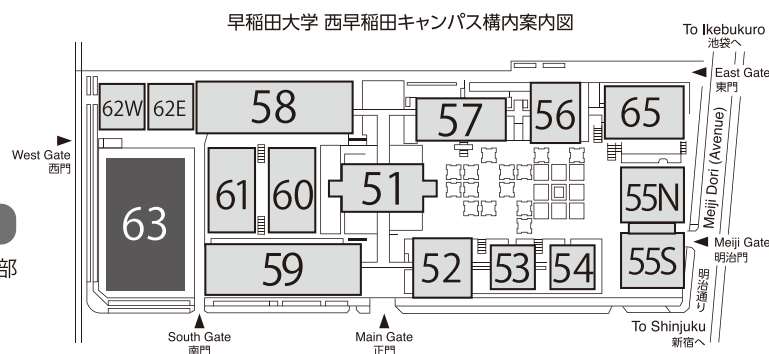 早稲田大学 西早稲田キャンパス構内案内図
To Ikebukuro
池袋へ
East Gate
東門
62W
62E
58
57
56
65
Meiji Dori (Avenue)
West Gate
西門
63
61
60
51
55N
部
59
52
53
54
55S
Meiji Gate
明治門
明治通り
To Shinjuku
新宿へ
South Gate
南門
Main Gate
正門